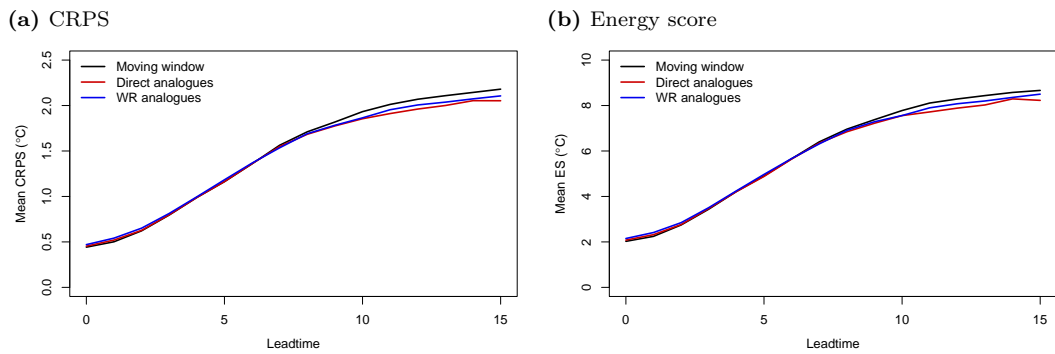 (a) CRPS
2.5
2.0
1.5
1.0
0.5
0.0
Mean CRPS (°C)
Moving window
Direct analogues
WR analogues
0 5 10 15
Leadtime
(b) Energy score
10
8
6
4
2
0
Mean ES (°C)
Moving window
Direct analogues
WR analogues
0 5 10 15
Leadtime